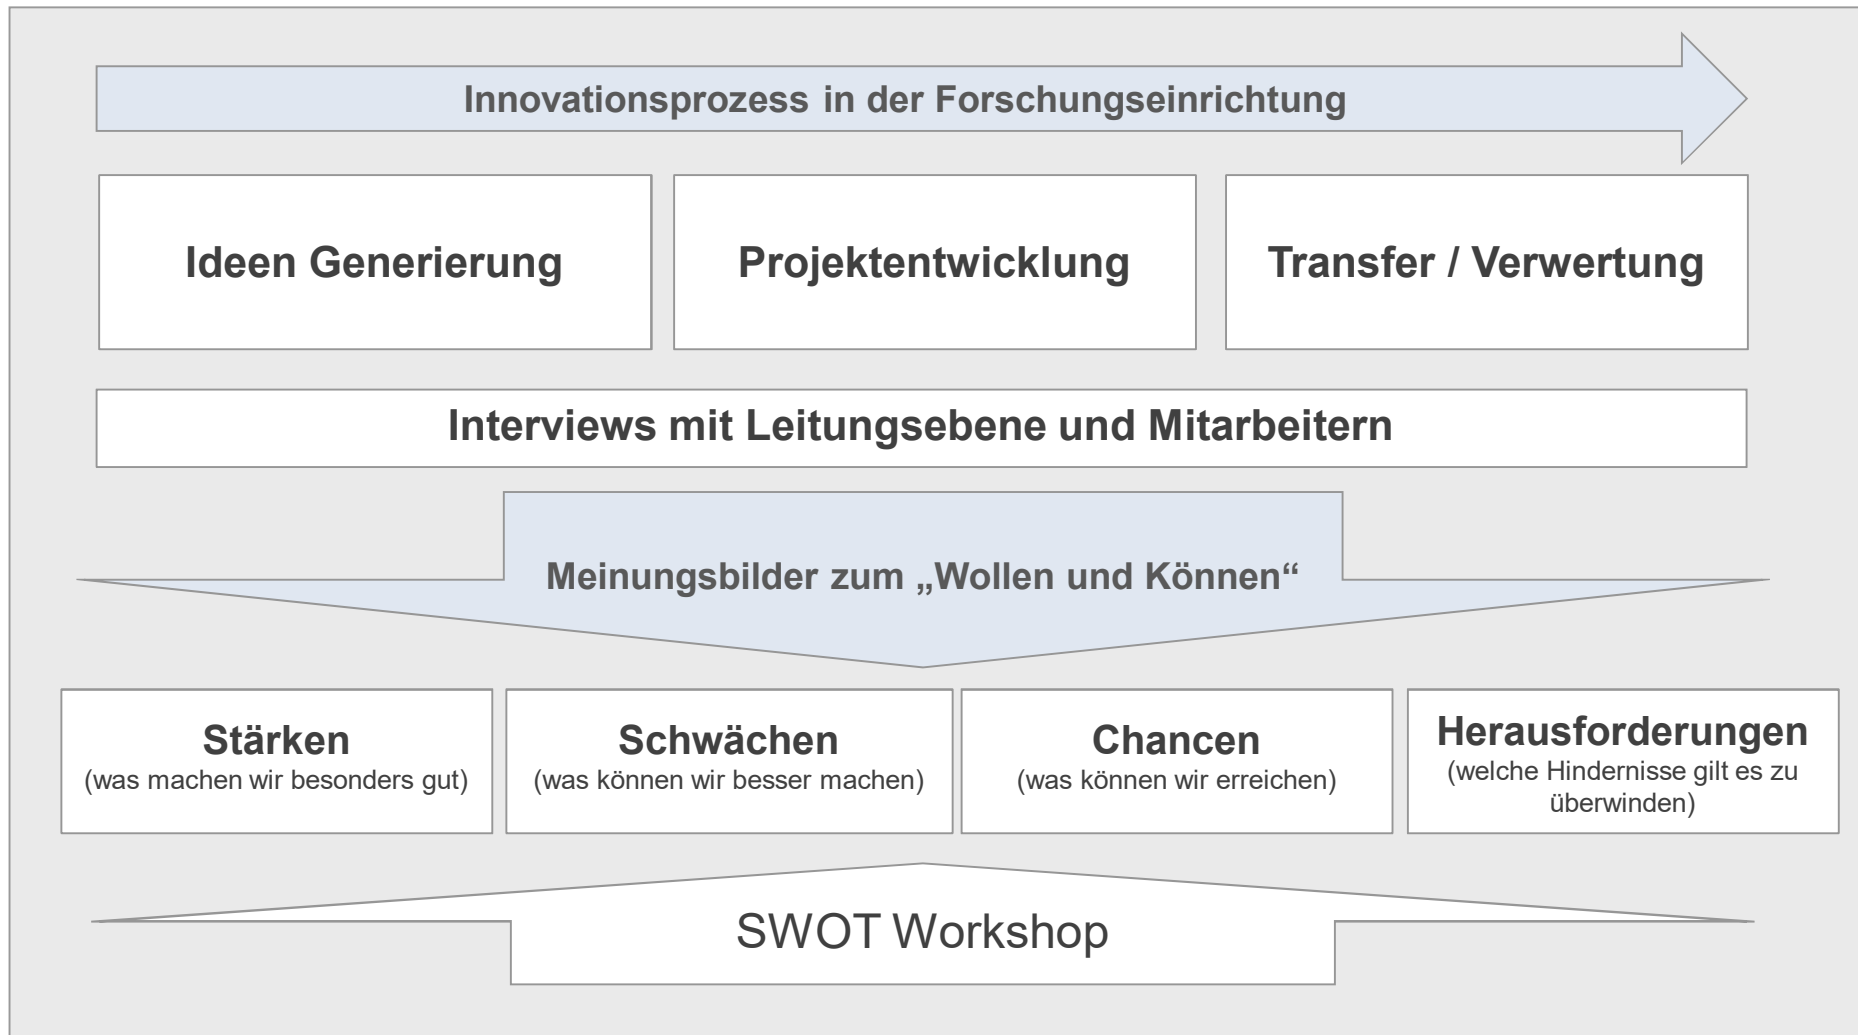 Innovationsprozess in der Forschungseinrichtung
Ideen Generierung
Projektentwicklung
Transfer / Verwertung
Interviews mit Leitungsebene und Mitarbeitern
Meinungsbilder zum „Wollen und Können“
Stärken
(was machen wir besonders gut)
Schwächen
(was können wir besser machen)
Chancen
(was können wir erreichen)
Herausforderungen
(welche Hindernisse gilt es zu
überwinden)
SWOT Workshop